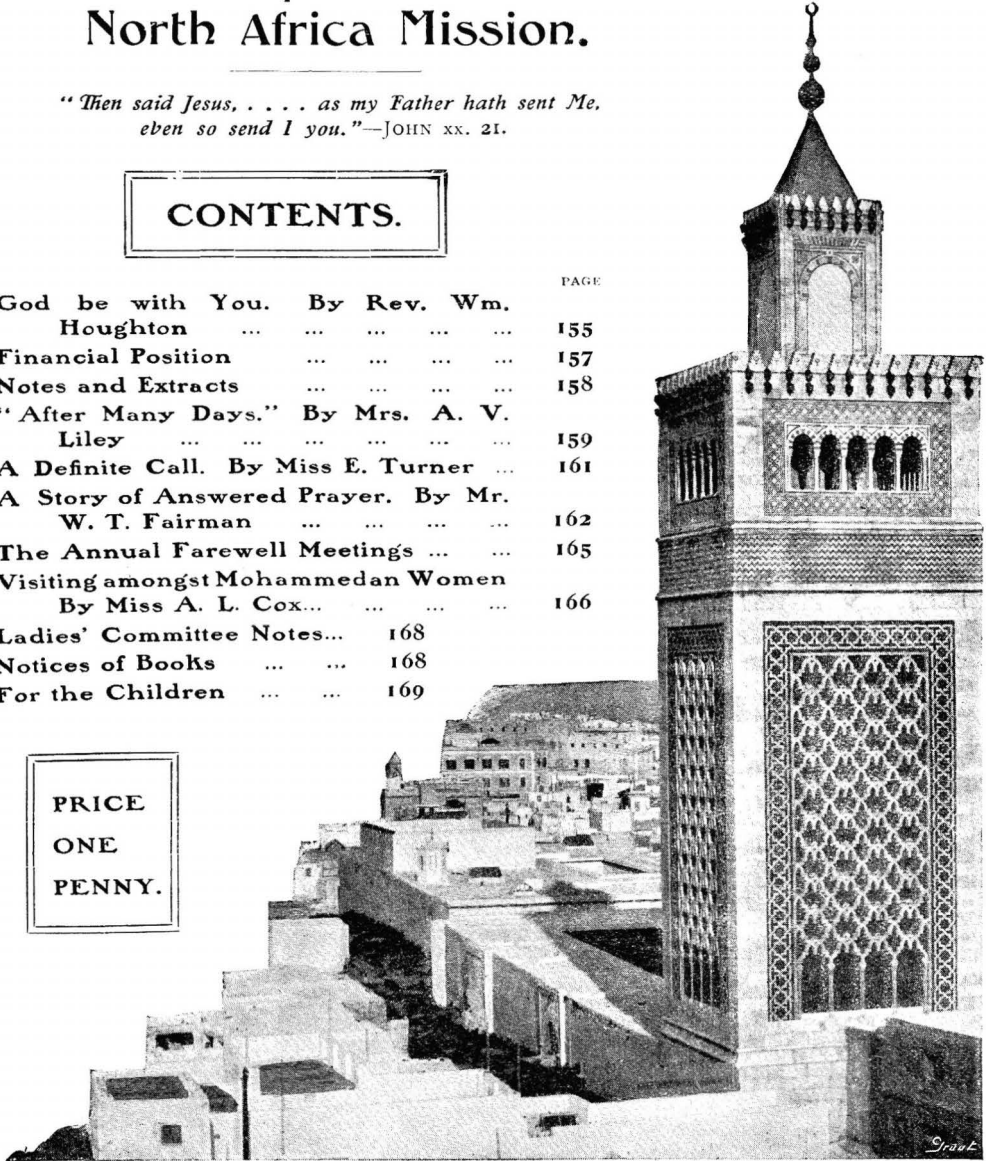 North Africa Mission.
"Then said Jesus, . . . . as my Father hath sent Me,
even so send I you."—JOHN xx. 21.
CONTENTS.
PAGE
God be with You. By Rev. Wm.
Houghton ... ... ... ... ... 155
Financial Position ... ... ... ... 157
Notes and Extracts ... ... ... ... 158
"After Many Days." By Mrs. A. V.
Liley ... ... ... ... ... ... 159
A Definite Call. By Miss E. Turner ... 161
A Story of Answered Prayer. By Mr.
W. T. Fairman ... ... ... ... 162
The Annual Farewell Meetings ... ... 165
Visiting amongst Mohammedan Women
By Miss A. L. Cox... ... ... ... 166
Ladies' Committee Notes... 168
Notices of Books ... ... 168
For the Children ... ... 169
PRICE
ONE
PENNY.